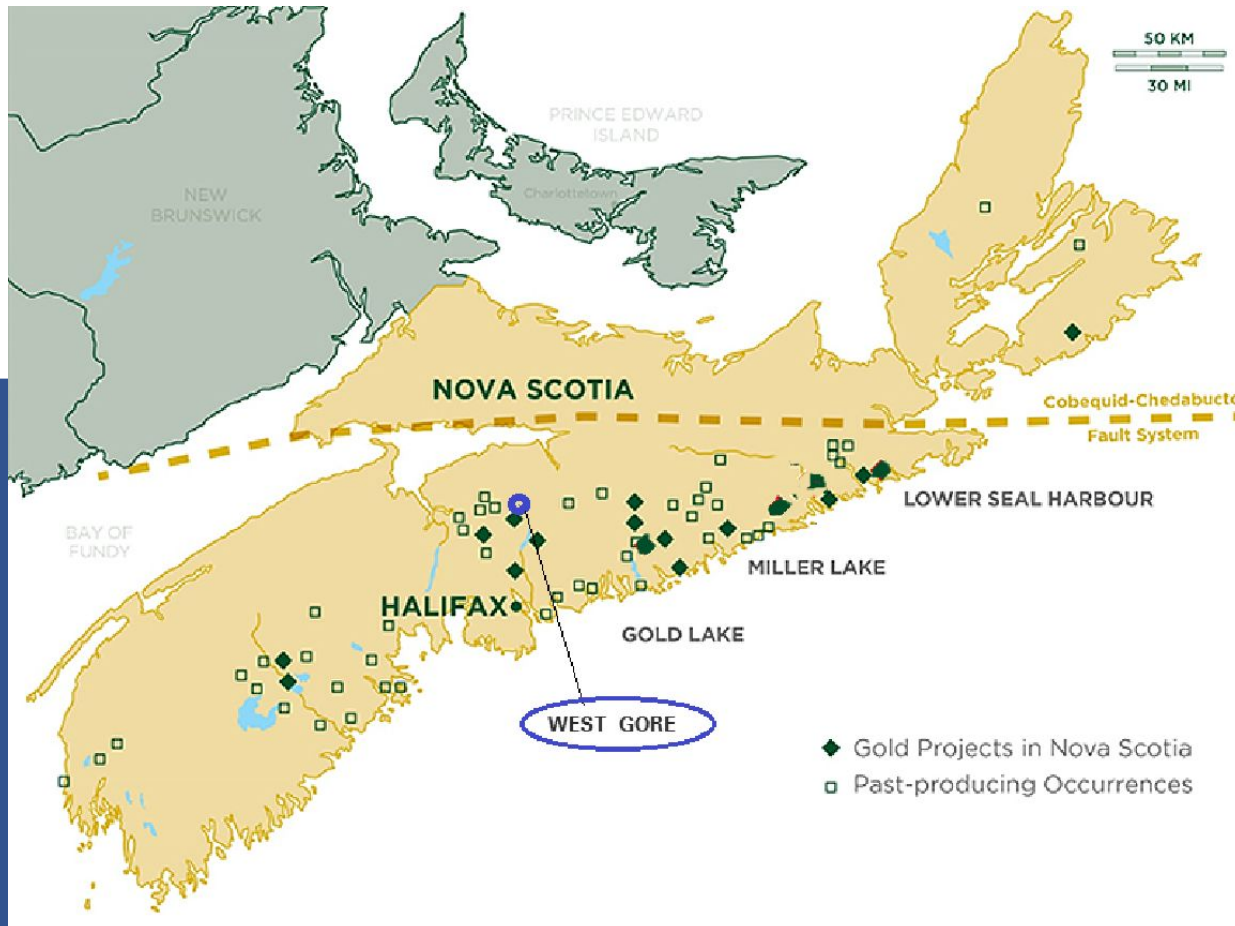 50 KM
30 MI
PRINCE EDWARD
ISLAND
Charlottetown
NEW
BRUNSWICK
NOVA SCOTIA
Cobequid-Chedabucto
Fault System
LOWER SEAL HARBOUR
BAY OF
FUNDY
MILLER LAKE
HALIFAX
GOLD LAKE
WEST GORE
Gold Projects in Nova Scotia
Past-producing Occurrences